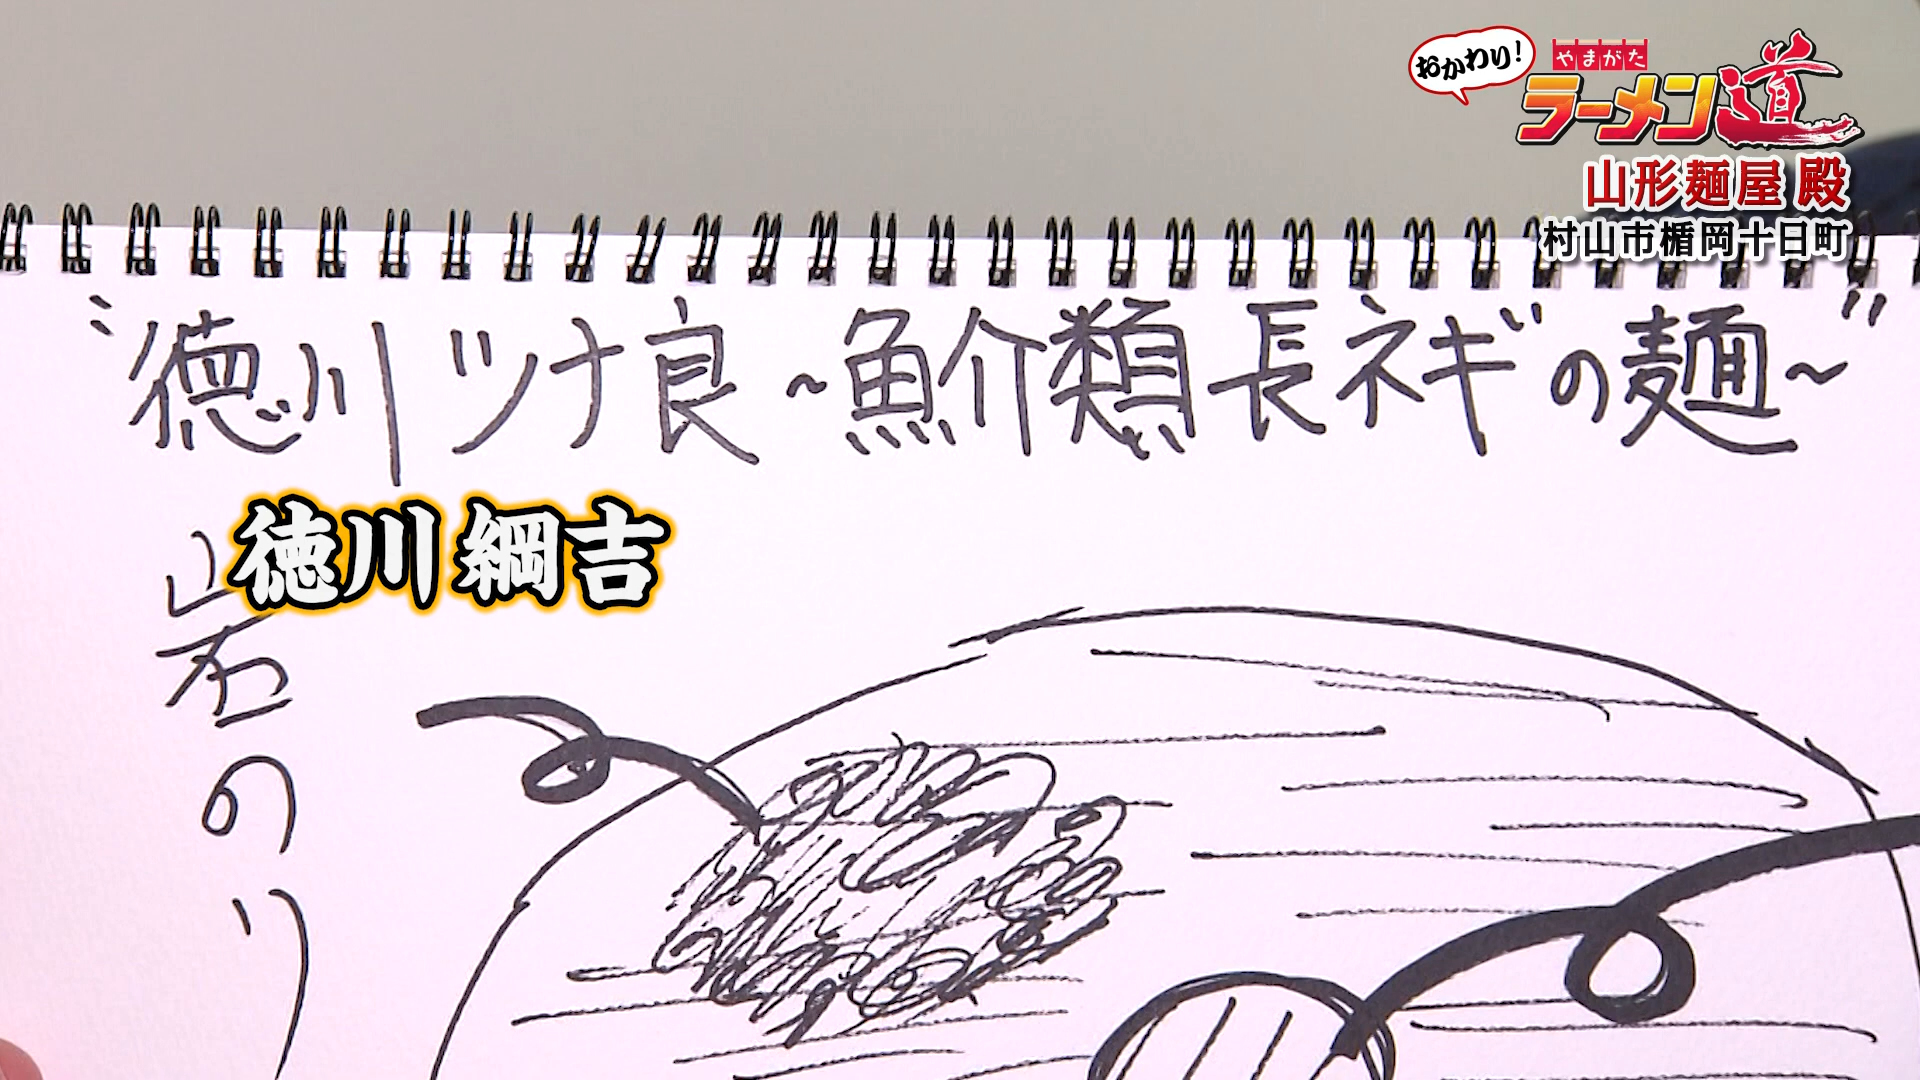 おかわり!
やまがた
ラーメン道
山形麺屋 殿
村山市楯岡十日町
〝徳川ツナ良~魚介類長ネギの麺~〟
徳川 綱吉
岩のり